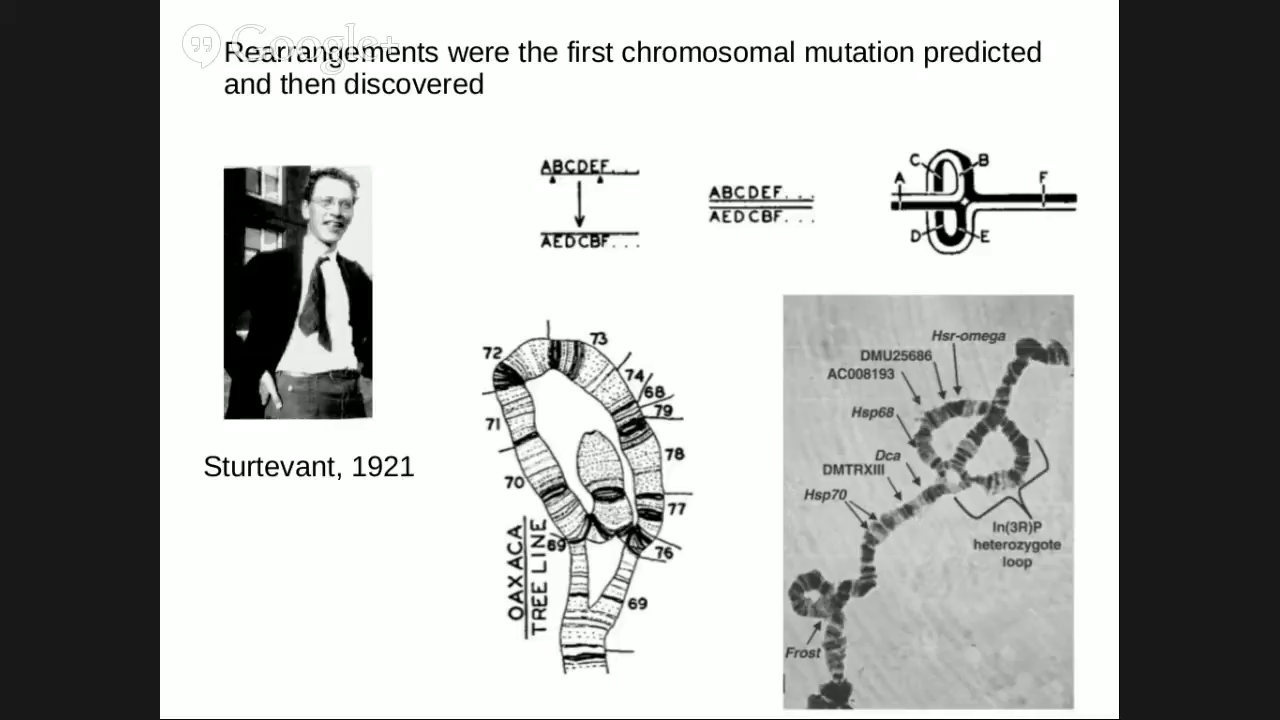 Google+
Rearrangements were the first chromosomal mutation predicted
and then discovered
ABCDEF...
AEDCBF...
ABCDEF...
AEDCBF...
C
B
A
F
D
E
Sturtevant, 1921
73
72
74
68
79
71
78
70
77
69
76
69
OAXACA
TREE LINE
Hsr-omega
DMU25686
AC008193
Hsp68
Dca
DMTRXIII
Hsp70
In(3R)P
heterozygote
loop
Frost